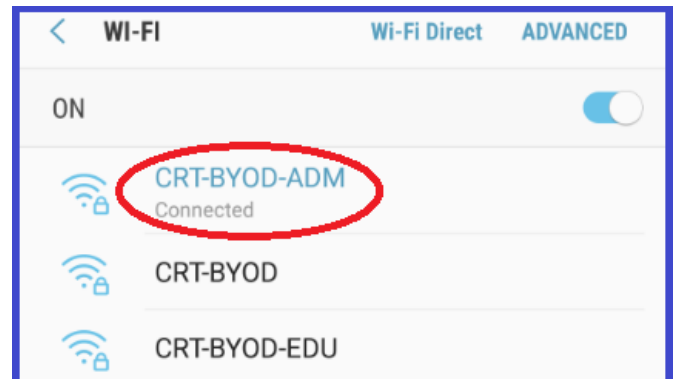 WI-FI Wi-Fi Direct ADVANCED
ON
CRT-BYOD-ADM
Connected
CRT-BYOD
CRT-BYOD-EDU